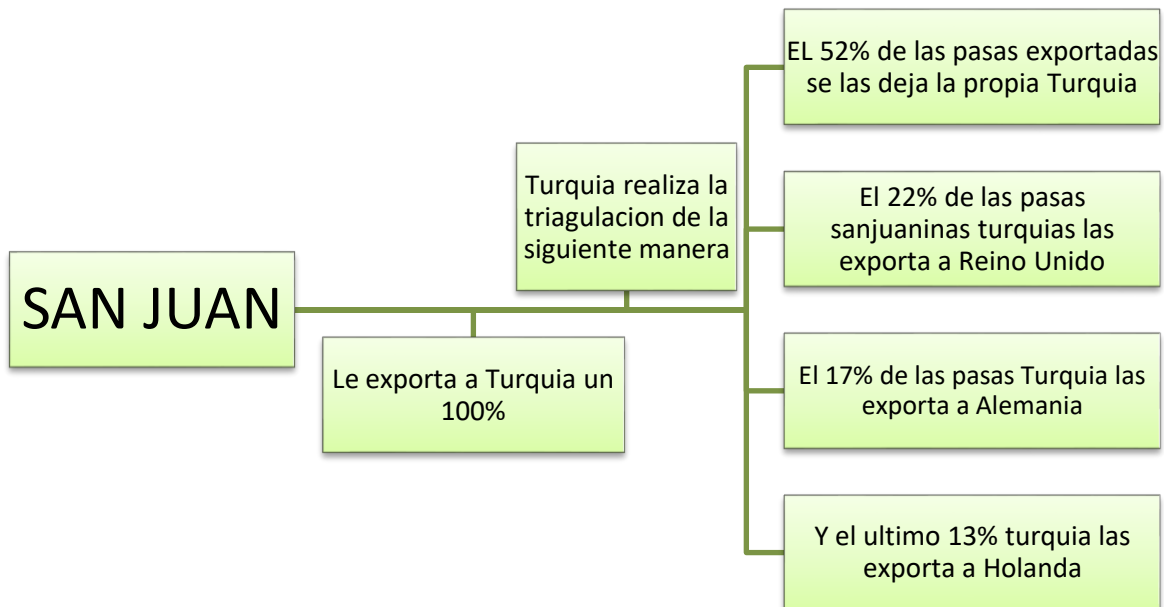 SAN JUAN
Le exporta a Turquia un
100%
Turquia realiza la
triagulacion de la
siguiente manera
EL 52% de las pasas exportadas
se las deja la propia Turquia
El 22% de las pasas
sanjuaninas turquias las
exporta a Reino Unido
El 17% de las pasas Turquia las
exporta a Alemania
Y el ultimo 13% turquia las
exporta a Holanda